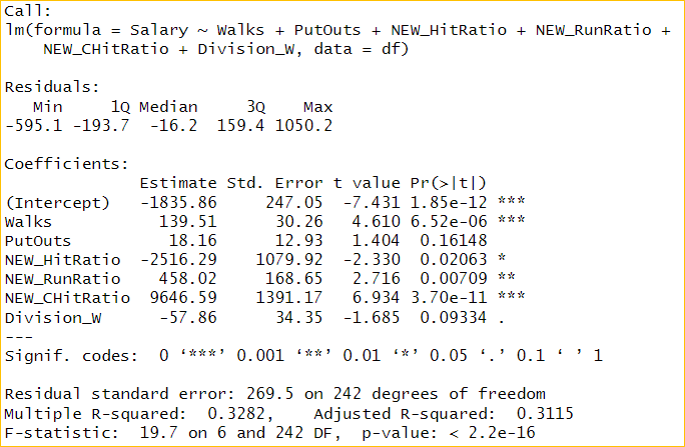 Call:
lm(formula = Salary ~ Walks + PutOuts + NEW_HitRatio + NEW_RunRatio +
    NEW_CHitRatio + Division_W, data = df)

Residuals:
   Min     1Q Median     3Q    Max
-595.1 -193.7  -16.2  159.4 1050.2

Coefficients:
              Estimate Std. Error t value Pr(>|t|)
(Intercept)   -1835.86     247.05  -7.431 1.85e-12 ***
Walks           139.51      30.26   4.610 6.52e-06 ***
PutOuts          18.16      12.93   1.404  0.16148
NEW_HitRatio  -2516.29    1079.92  -2.330  0.02063 *
NEW_RunRatio    458.02     168.65   2.716  0.00709 **
NEW_CHitRatio  9646.59    1391.17   6.934 3.70e-11 ***
Division_W      -57.86      34.35  -1.685  0.09334 .
---
Signif. codes:  0 ‘***’ 0.001 ‘**’ 0.01 ‘*’ 0.05 ‘.’ 0.1 ‘ ’ 1

Residual standard error: 269.5 on 242 degrees of freedom
Multiple R-squared:  0.3282,    Adjusted R-squared:  0.3115
F-statistic:  19.7 on 6 and 242 DF,  p-value: < 2.2e-16